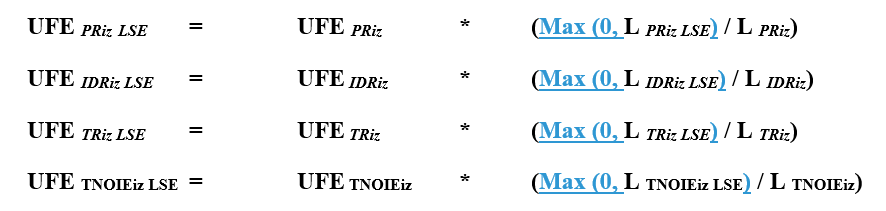 UFE PRiz LSE = UFE PRiz * (Max (0, L PRiz LSE) / L PRiz)
UFE IDRiz LSE = UFE IDRiz * (Max (0, L IDRiz LSE) / L IDRiz)
UFE TRiz LSE = UFE TRiz * (Max (0, L TRiz LSE) / L TRiz)
UFE TNOIEiz LSE = UFE TNOIEiz * (Max (0, L TNOIEiz LSE) / L TNOIEiz)